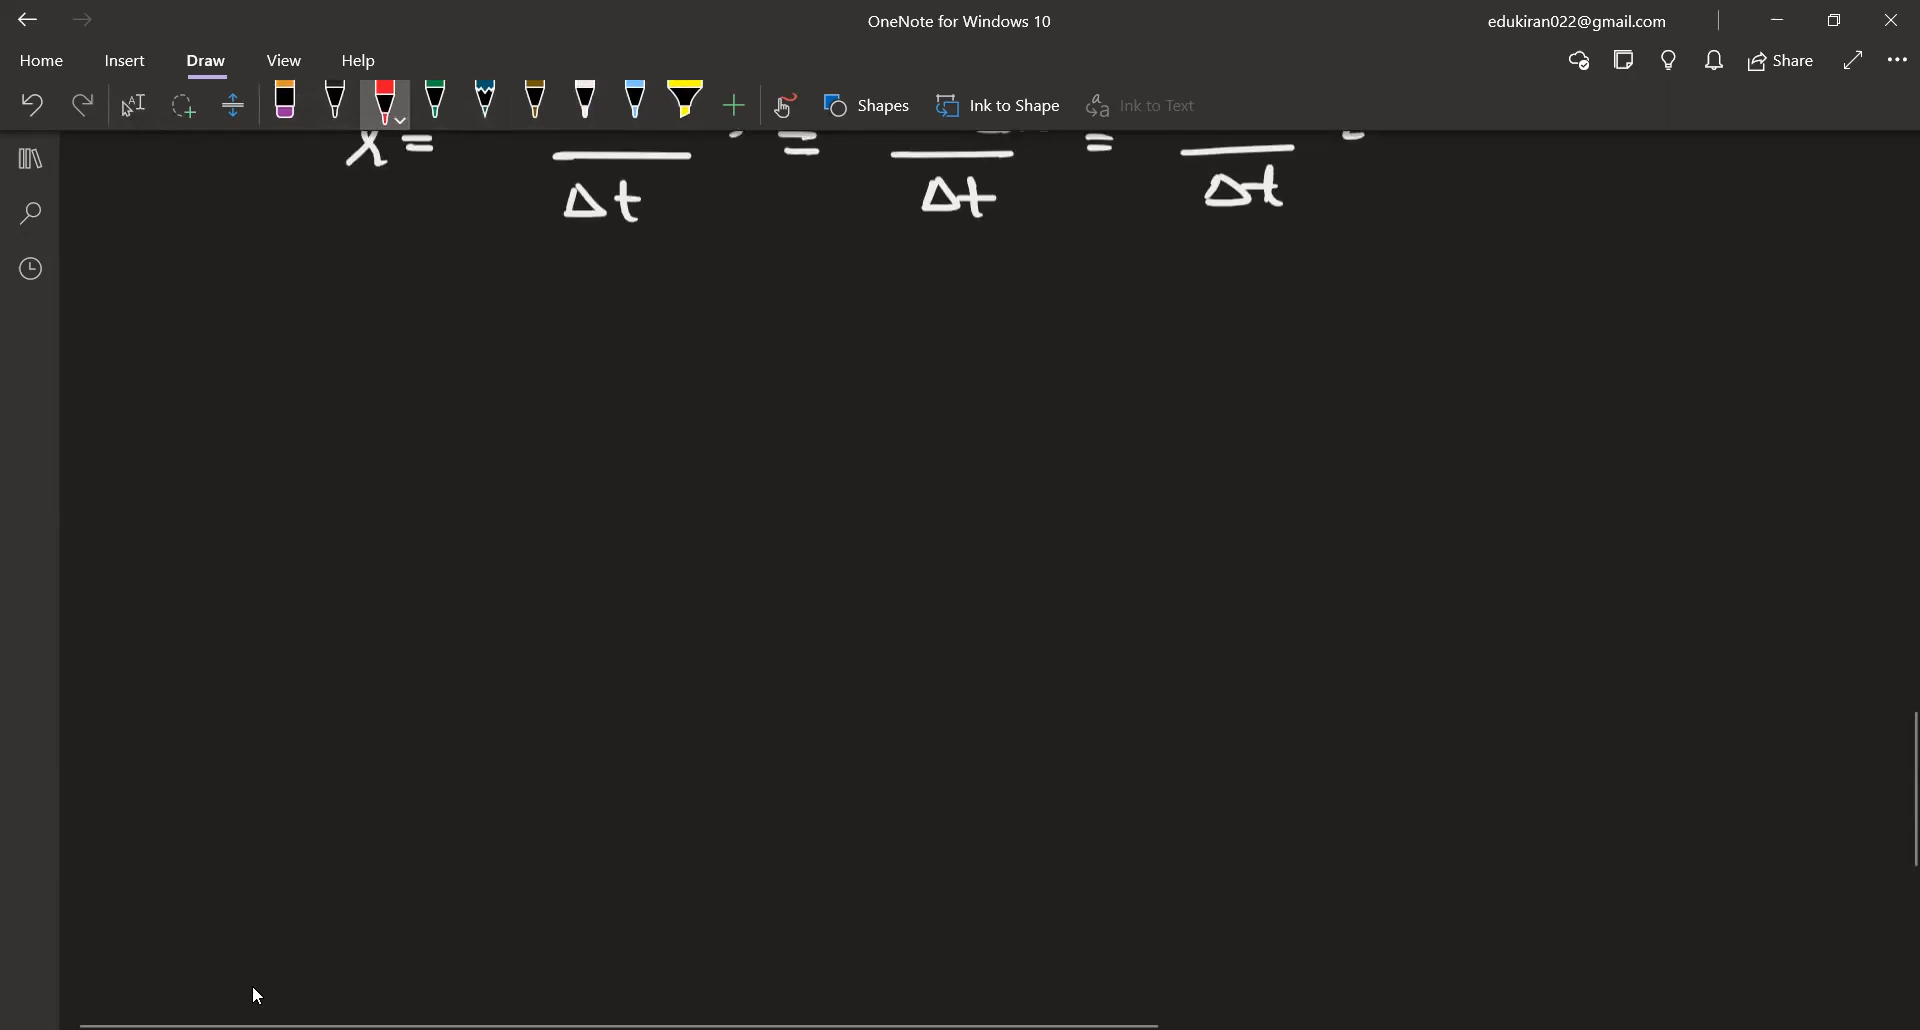 OneNote for Windows 10
edukiran022@gmail.com
Home Insert Draw View Help
Share
Shapes Ink to Shape Ink to Text
x = = =
Δt Δt Δt